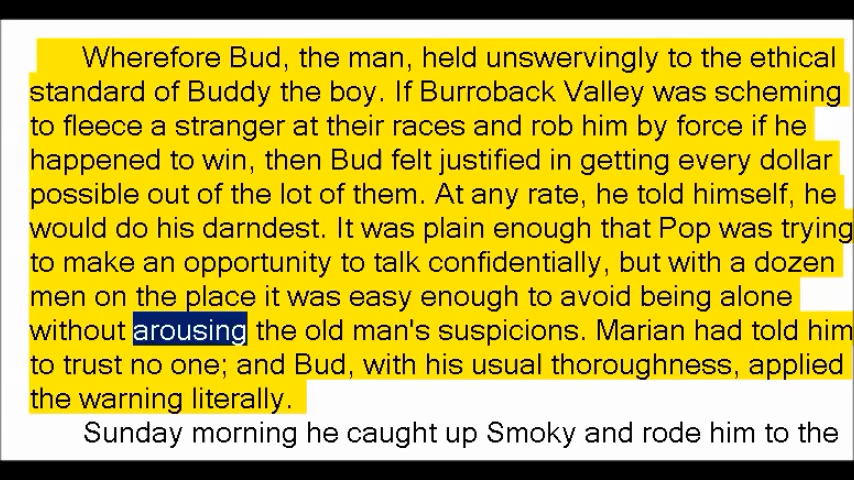 Wherefore Bud, the man, held unswervingly to the ethical
standard of Buddy the boy. If Burroback Valley was scheming
to fleece a stranger at their races and rob him by force if he
happened to win, then Bud felt justified in getting every dollar
possible out of the lot of them. At any rate, he told himself, he
would do his darndest. It was plain enough that Pop was trying
to make an opportunity to talk confidentially, but with a dozen
men on the place it was easy enough to avoid being alone
without arousing the old man's suspicions. Marian had told him
to trust no one; and Bud, with his usual thoroughness, applied
the warning literally.
Sunday morning he caught up Smoky and rode him to the